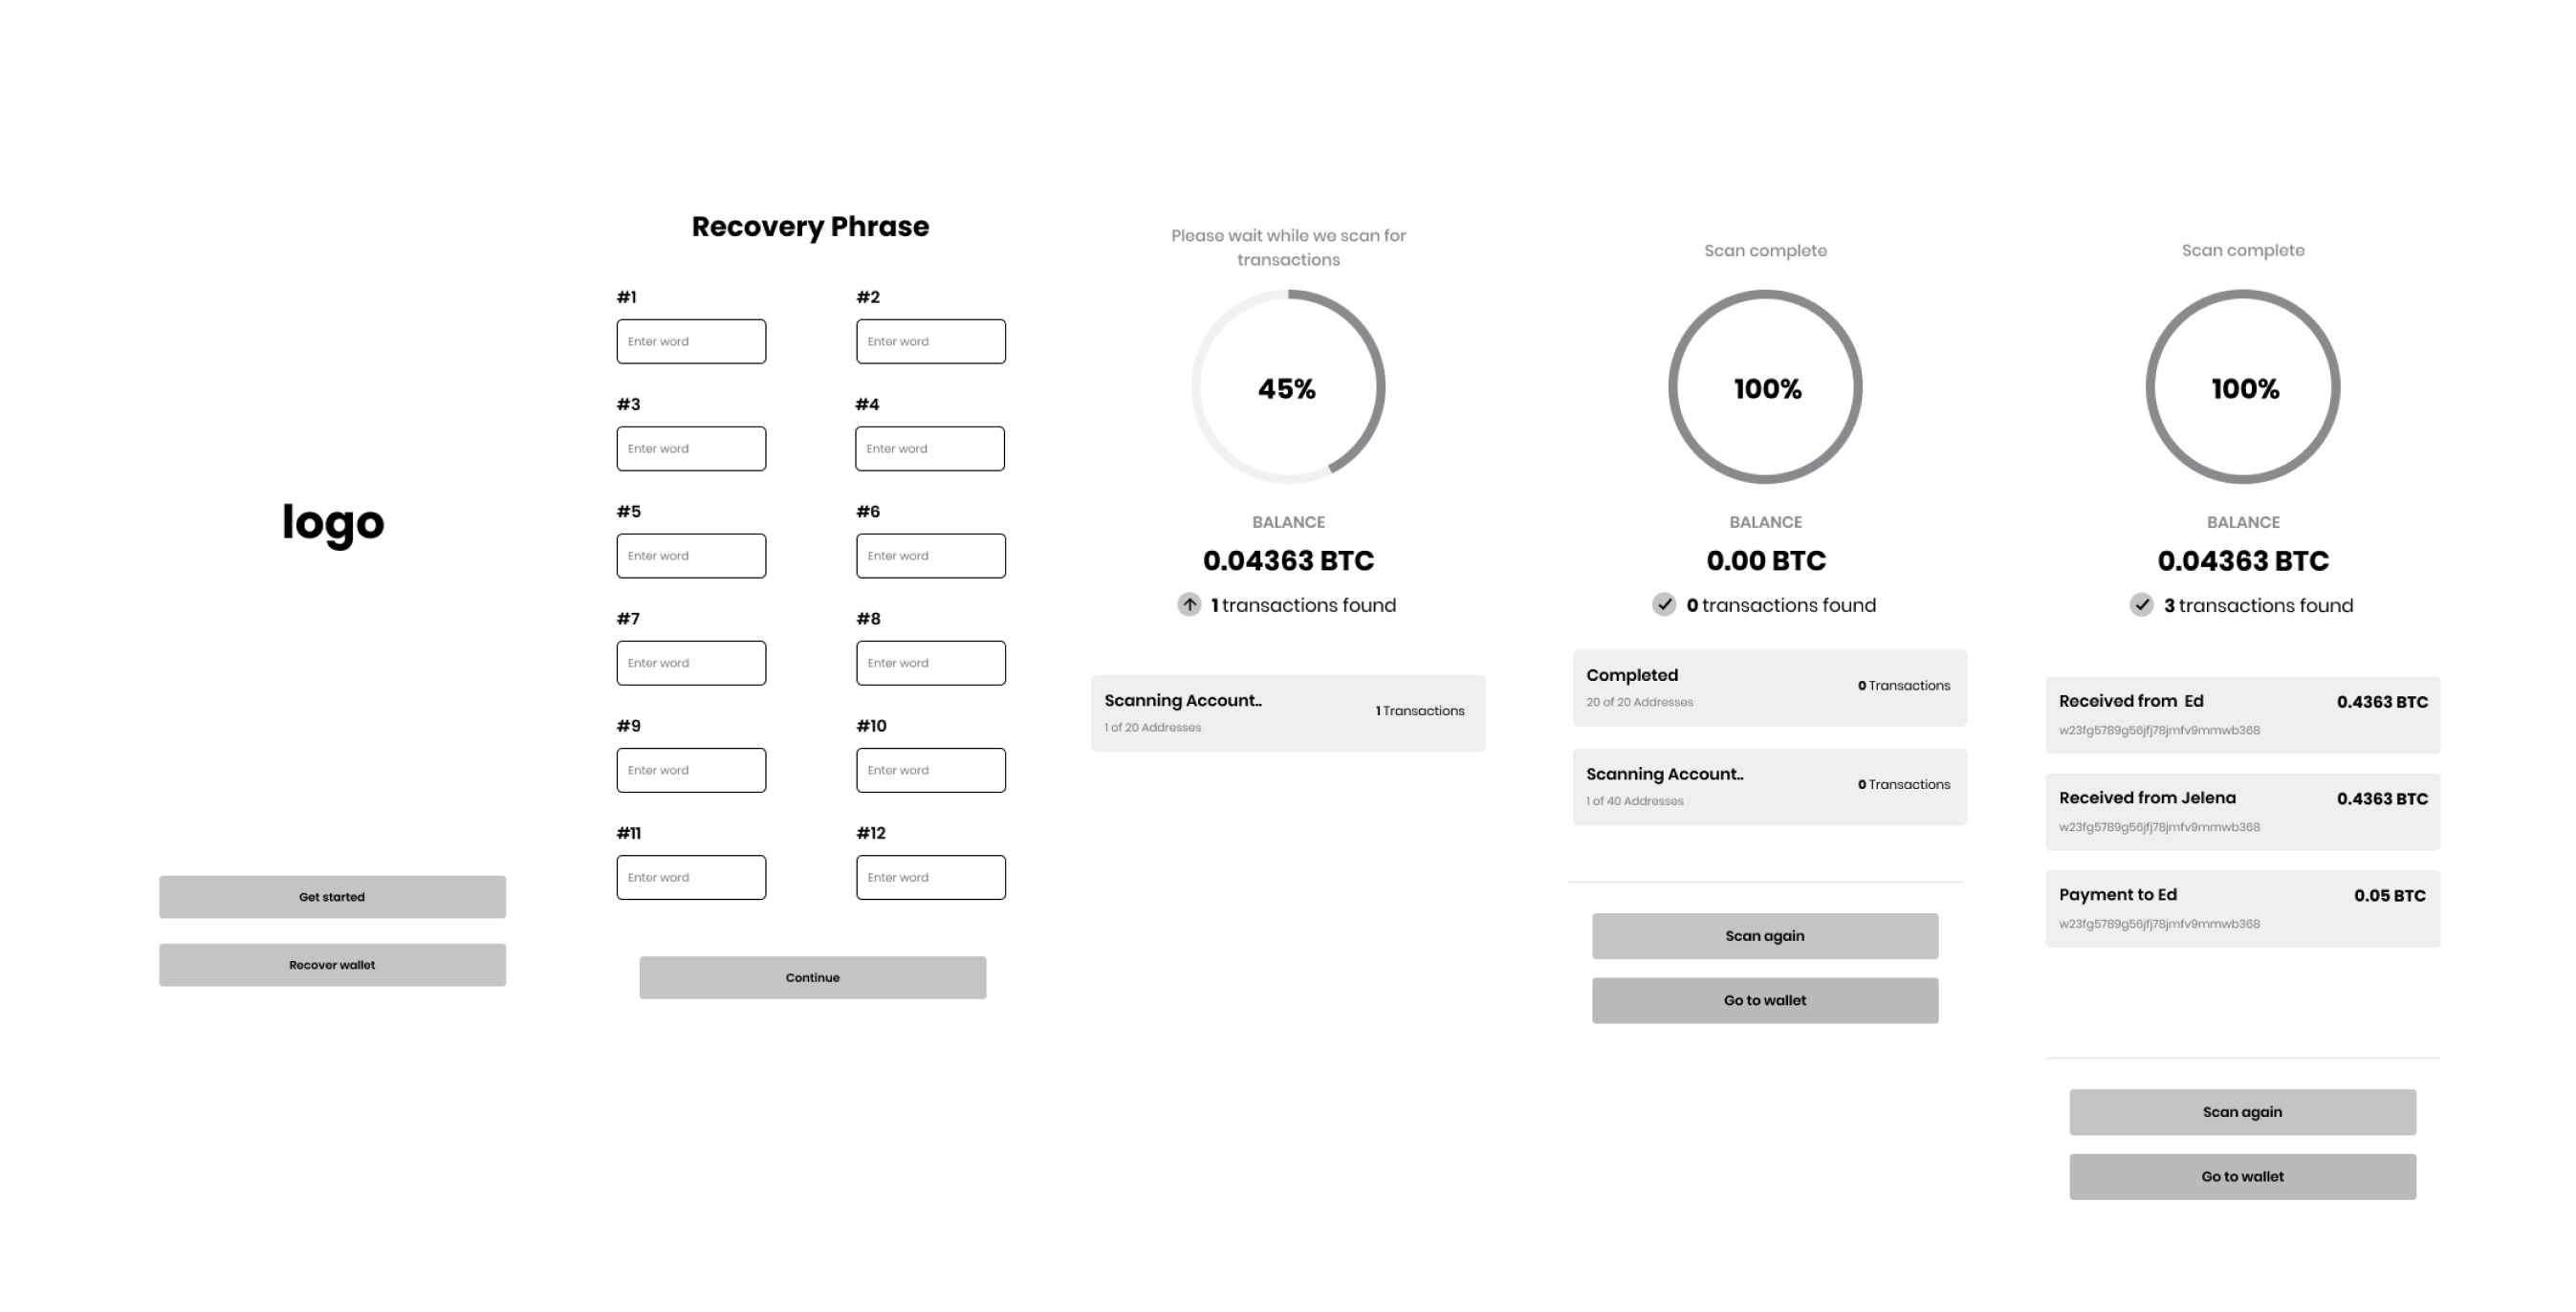 logo
Get started
Recover wallet
Recovery Phrase
#1
#2
Enter word
Enter word
#3
#4
Enter word
Enter word
#5
#6
Enter word
Enter word
#7
#8
Enter word
Enter word
#9
#10
Enter word
Enter word
#11
#12
Enter word
Enter word
Continue
Please wait while we scan for
transactions
45%
BALANCE
0.04363 BTC
1 transactions found
Scanning Account..
1 Transactions
1 of 20 Addresses
Scan complete
100%
BALANCE
0.00 BTC
0 transactions found
Completed
0 Transactions
20 of 20 Addresses
Scanning Account..
0 Transactions
1 of 40 Addresses
Scan again
Go to wallet
Scan complete
100%
BALANCE
0.04363 BTC
3 transactions found
Received from Ed
0.4363 BTC
w23fg5789g56jfj78jmfv9mmwb368
Received from Jelena
0.4363 BTC
w23fg5789g56jfj78jmfv9mmwb368
Payment to Ed
0.05 BTC
w23fg5789g56jfj78jmfv9mmwb368
Scan again
Go to wallet